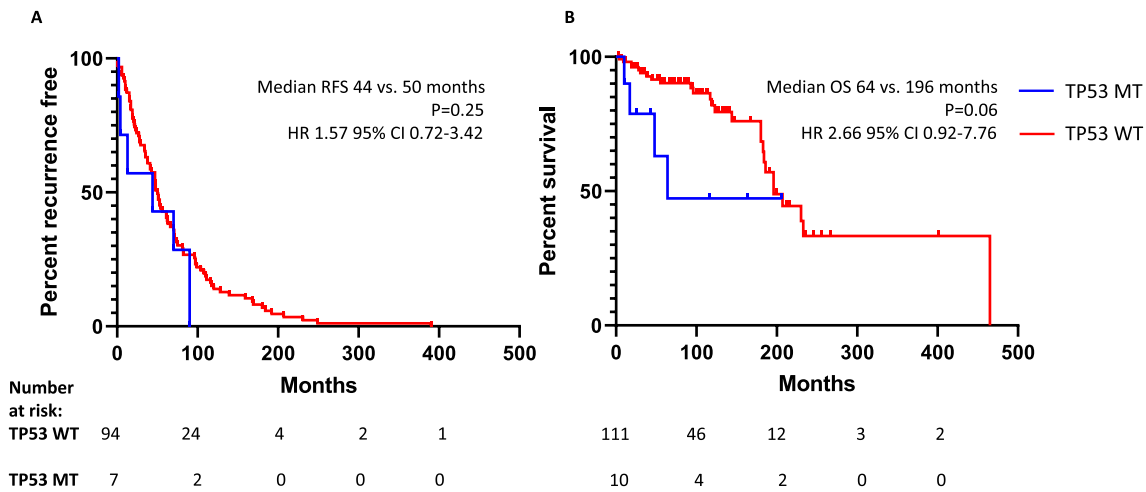 A
Percent recurrence free
100
50
0
Median RFS 44 vs. 50 months
P=0.25
HR 1.57 95% CI 0.72-3.42
0 100 200 300 400 500
Months
B
Percent survival
100
50
0
Median OS 64 vs. 196 months
P=0.06
HR 2.66 95% CI 0.92-7.76
TP53 MT
TP53 WT
0 100 200 300 400 500
Months
Number
at risk:
TP53 WT 94 24 4 2 1 111 46 12 3 2
TP53 MT 7 2 0 0 0 10 4 2 0 0